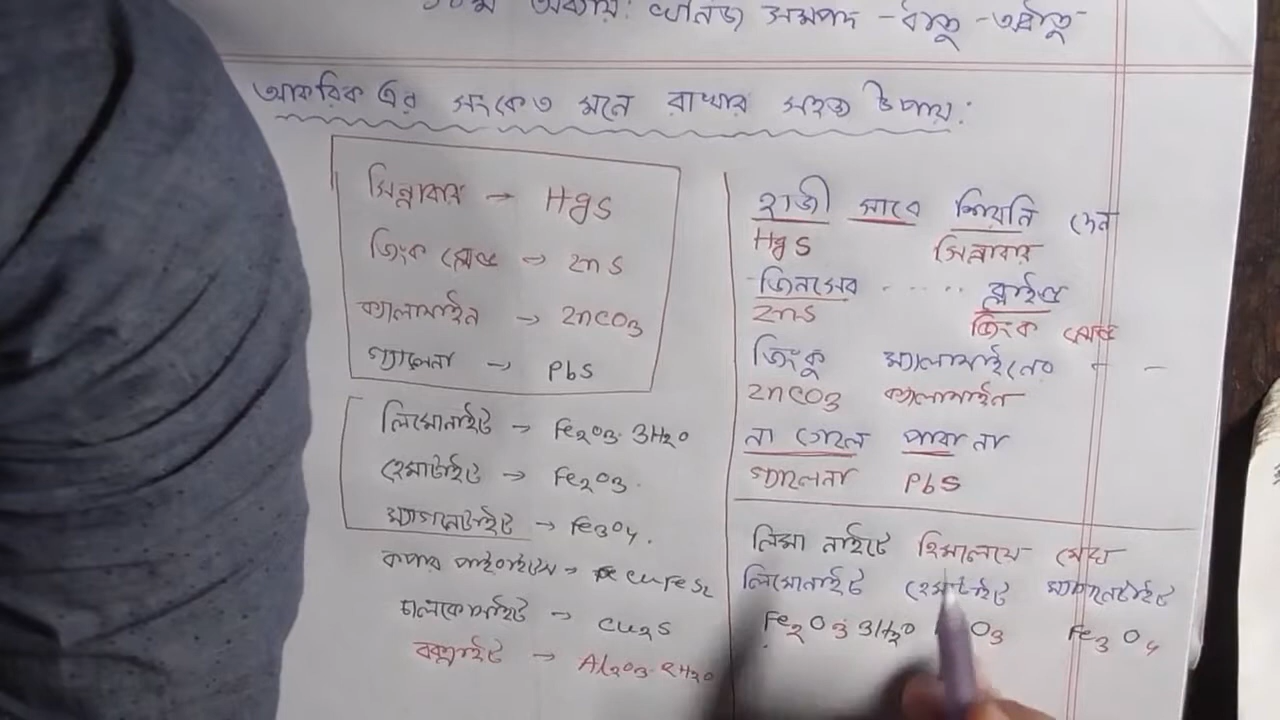 ১০ম অধ্যায়: খনিজ সম্পদ - ধাতু - অধাতু
আকরিক এর সংকেত মনে রাখার সহজ উপায়:
সিন্নাবার → HgS
জিংক ব্লেন্ড → ZnS
ক্যালামাইন → ZnCO3
গ্যালেনা → PbS
লিমোনাইট → Fe2O3.3H2O
হেমাটাইট → Fe2O3.
ম্যাগনেটাইট → Fe3O4.
কপার পাইরাইটস → CuFeS2
চালকোসাইট → Cu2S
বক্সাইট → Al2O3.2H2O
হাজী সাবে শিয়নি দেন
HgS সিন্নাবার
জিনসের ..... ব্লাইন্ড
ZnS জিংক ব্লেন্ড
জিংকু ম্যালামাইনের - -
ZnCO3 ক্যালামাইন
না গেলে পাবা না
গ্যালেনা PbS
লিমা নাইটে হিমালয়ে মেঘ
লিমোনাইট হেমাটাইট ম্যাগনেটাইট
Fe2O3 3H2O O3 Fe3O4